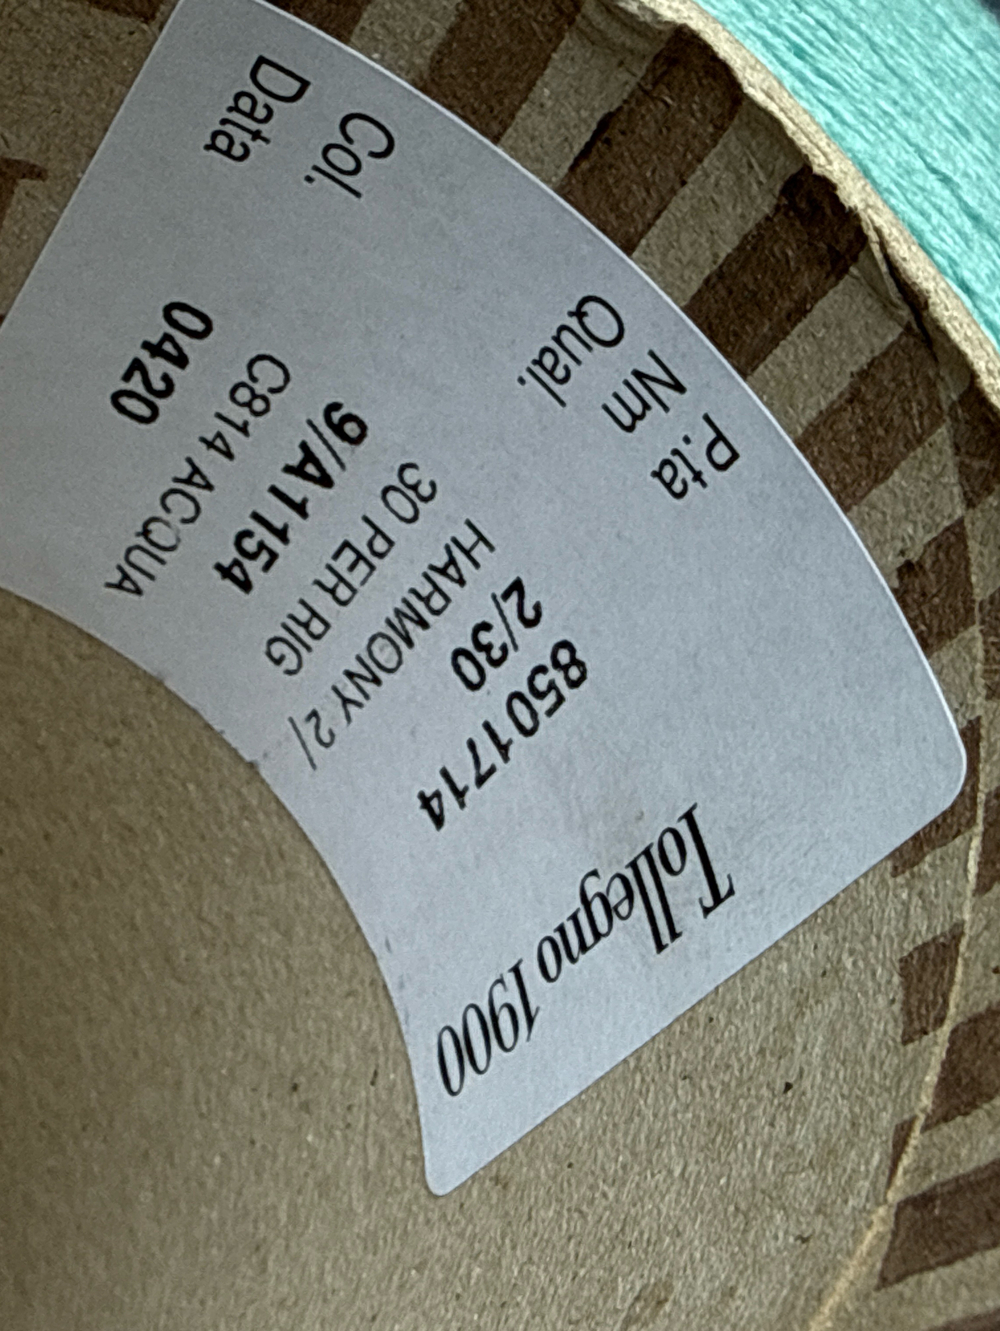 Tollegno 1900
P.ta 8501714
Nm 2/30
Qual. HARMONY 2/
30 PER RIG
Col. 9/A1154
C814 ACQUA
Data 0420